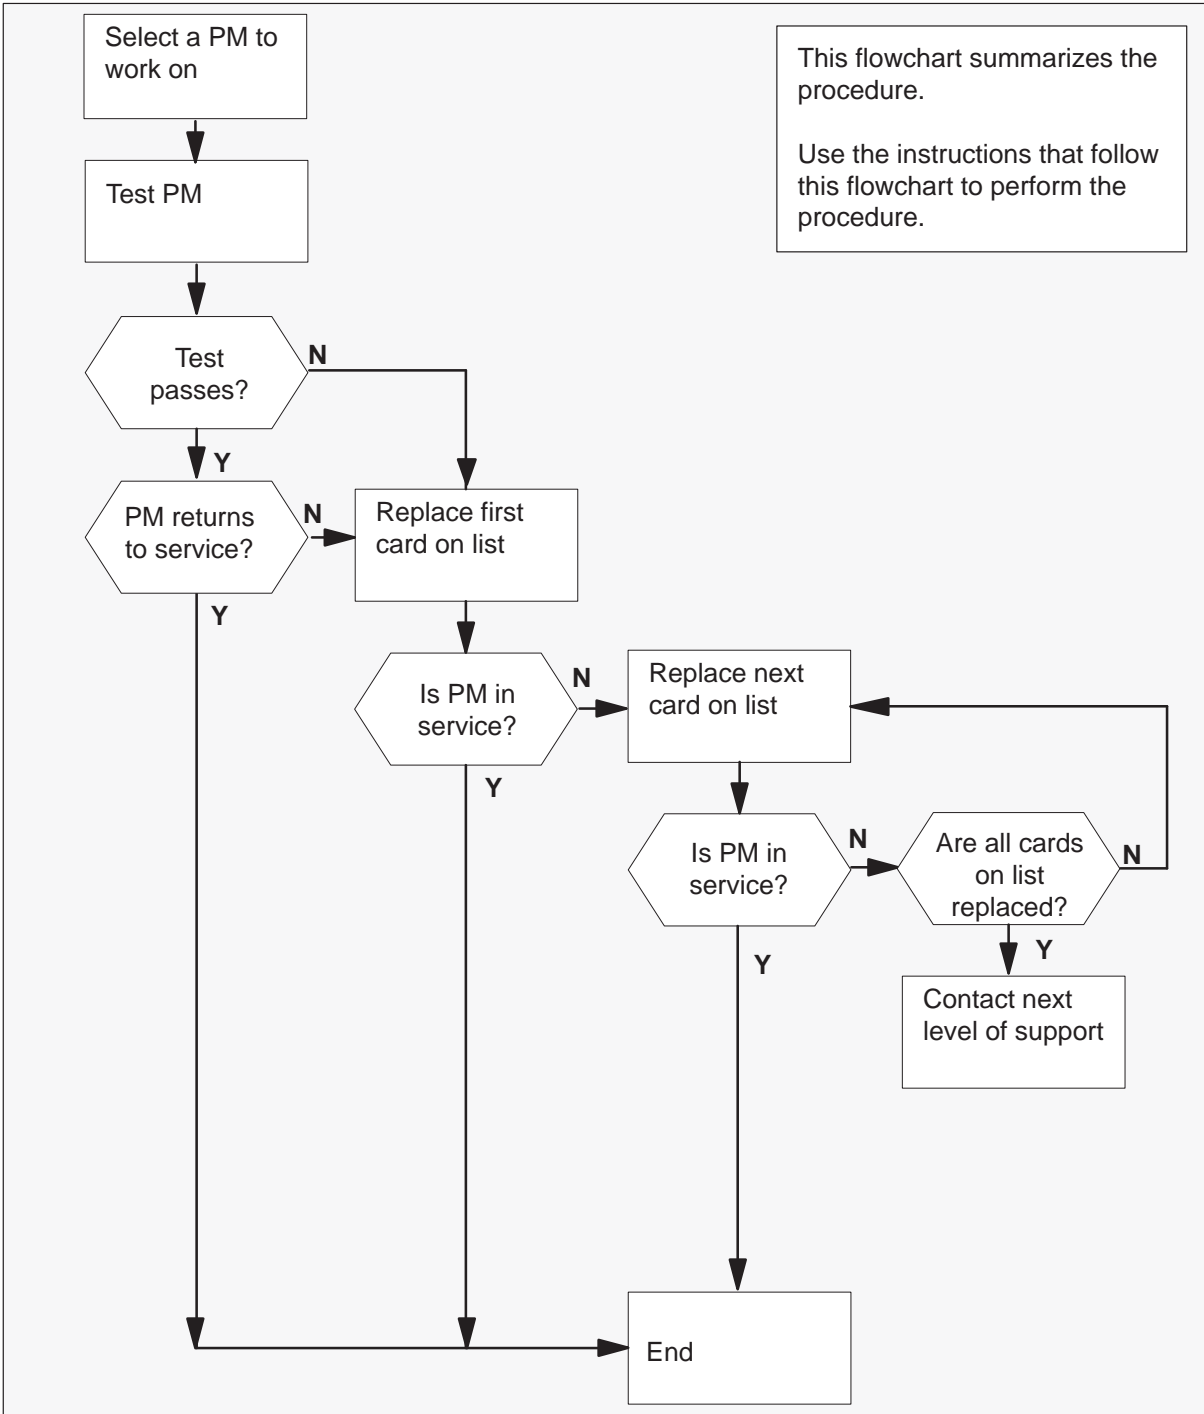 Select a PM to
work on
This flowchart summarizes the
procedure.
Use the instructions that follow
this flowchart to perform the
procedure.
Test PM
Test
passes?
N
Y
PM returns
to service?
N
Y
Replace first
card on list
Is PM in
service?
N
Y
Replace next
card on list
Is PM in
service?
N
Y
Are all cards
on list
replaced?
N
Y
Contact next
level of support
End